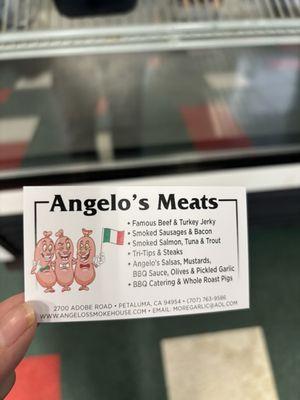 Angelo's Meats
• Famous Beef & Turkey Jerky
• Smoked Sausages & Bacon
• Smoked Salmon, Tuna & Trout
• Tri-Tips & Steaks
• Angelo's Salsas, Mustards,
BBQ Sauce, Olives & Pickled Garlic
• BBQ Catering & Whole Roast Pigs
2700 ADOBE ROAD • PETALUMA, CA 94954 • (707) 763-9586
WWW.ANGELOSSMOKEHOUSE.COM • EMAIL: MOREGARLIC@AOL.COM